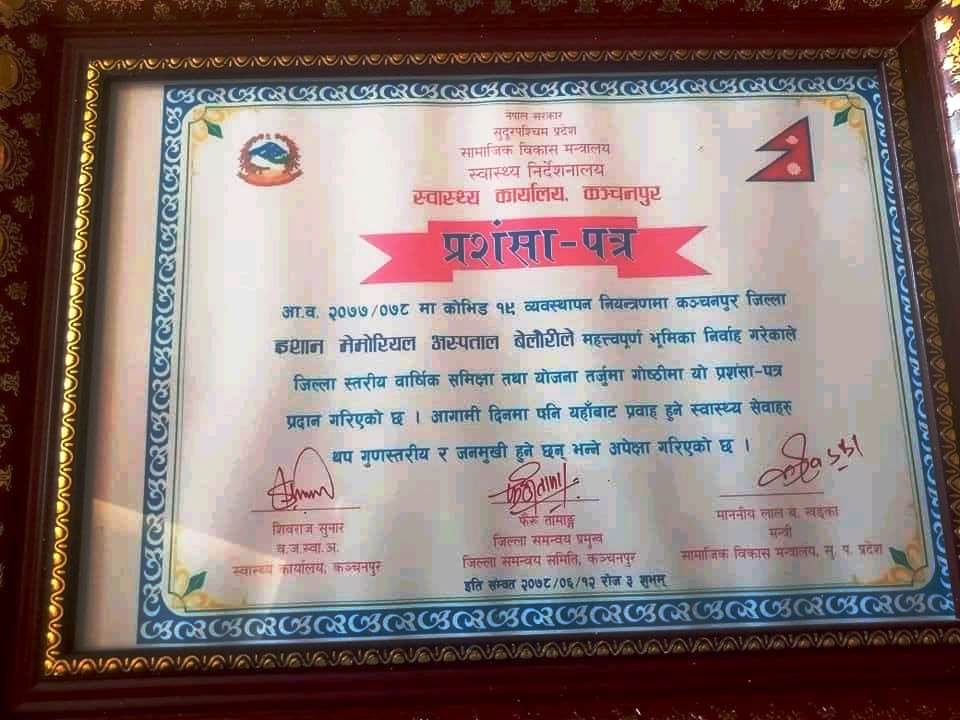 नेपाल सरकार
सुदूरपश्चिम प्रदेश
सामाजिक विकास मन्त्रालय
स्वास्थ्य निर्देशनालय
स्वास्थ्य कार्यालय, कञ्चनपुर
प्रशंसा-पत्र
आ.व. २०७७/०७८ मा कोभिड १९ व्यवस्थापन नियन्त्रणमा कञ्चनपुर जिल्ला
इशान मेमोरियल अस्पताल बेलौरीले महत्त्वपूर्ण भूमिका निर्वाह गरेकाले
जिल्ला स्तरीय वार्षिक समिक्षा तथा योजना तर्जुमा गोष्ठीमा यो प्रशंसा-पत्र
प्रदान गरिएको छ । आगामी दिनमा पनि यहाँबाट प्रवाह हुने स्वास्थ्य सेवाहरु
थप गुणस्तरीय र जनमुखी हुने छन् भन्ने अपेक्षा गरिएको छ ।
शिवराज सुनार
व.ज.स्वा.अ.
स्वास्थ्य कार्यालय, कञ्चनपुर
फेरु तामाङ्ग
जिल्ला समन्वय प्रमुख
जिल्ला समन्वय समिति, कञ्चनपुर
माननीय लाल ब. खड्का
मन्त्री
सामाजिक विकास मन्त्रालय, सु. प. प्रदेश
इति सम्वत २०७८/०६/१२ रोज ३ शुभम्